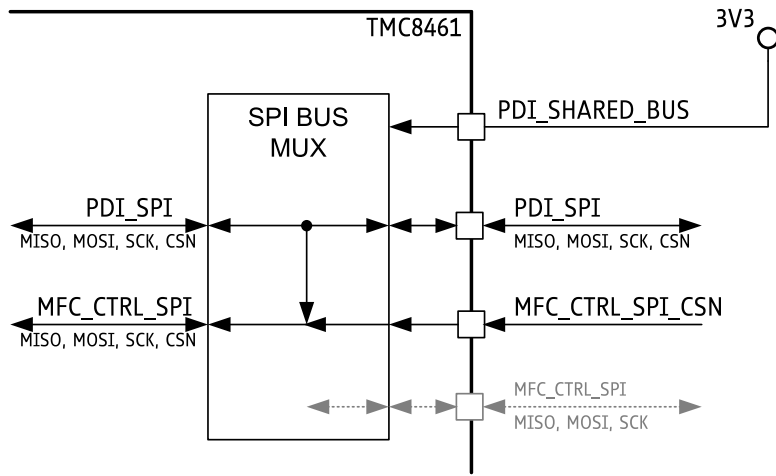 TMC8461
3V3
SPI BUS
MUX
PDI_SHARED_BUS
PDI_SPI
MISO, MOSI, SCK, CSN
PDI_SPI
MISO, MOSI, SCK, CSN
MFC_CTRL_SPI
MISO, MOSI, SCK, CSN
MFC_CTRL_SPI_CSN
MFC_CTRL_SPI
MISO, MOSI, SCK